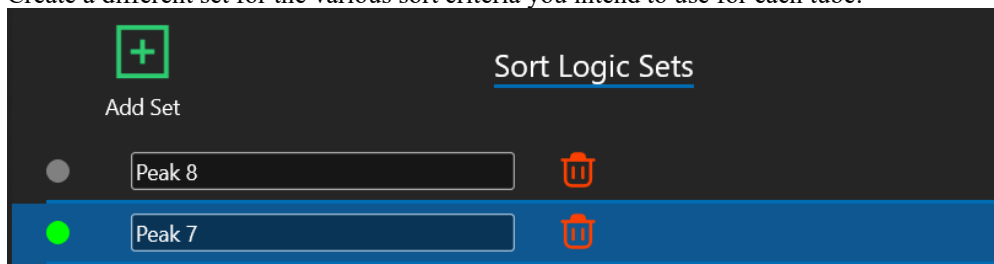 Create a different set for the various sort criteria you intend to use for each tube.
Sort Logic Sets
Add Set
Peak 8
Peak 7